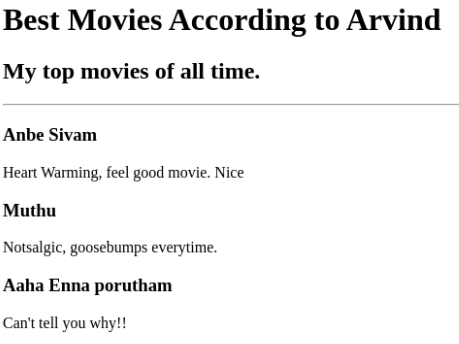 Best Movies According to Arvind
My top movies of all time.
Anbe Sivam
Heart Warming, feel good movie. Nice
Muthu
Notsalgic, goosebumps everytime.
Aaha Enna porutham
Can't tell you why!!